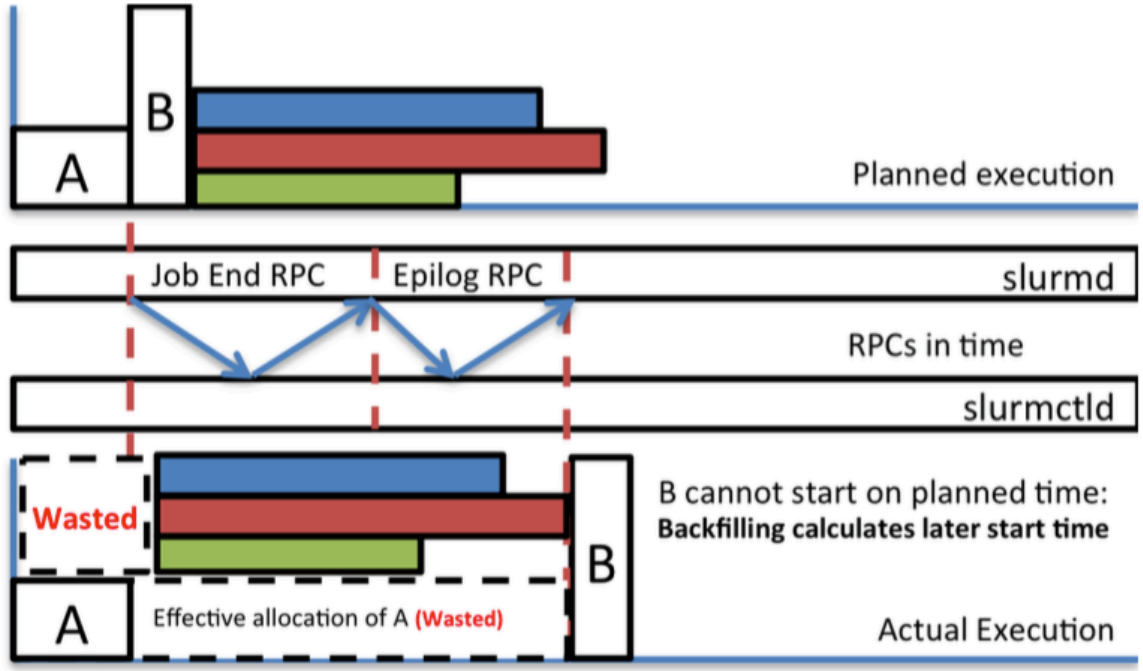 B
A
Planned execution
Job End RPC
Epilog RPC
slurmd
RPCs in time
slurmctld
Wasted
B cannot start on planned time:
Backfilling calculates later start time
B
A
Effective allocation of A (Wasted)
Actual Execution